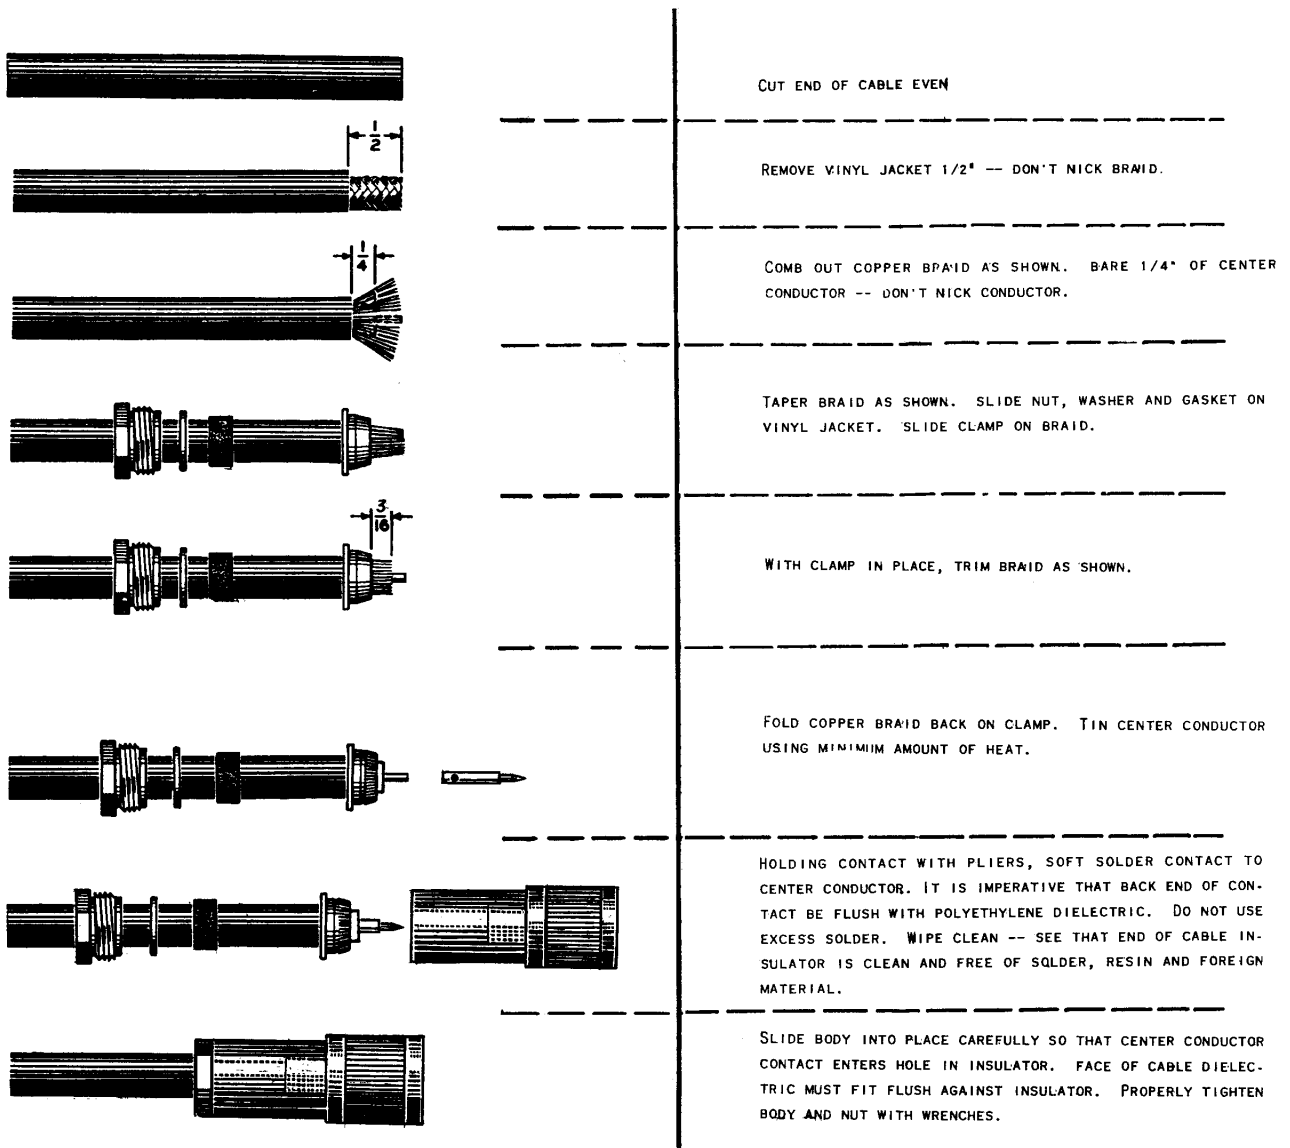 CUT END OF CABLE EVEN
1/2
REMOVE VINYL JACKET 1/2" -- DON'T NICK BRAID.
1/4
COMB OUT COPPER BRAID AS SHOWN. BARE 1/4" OF CENTER
CONDUCTOR -- DON'T NICK CONDUCTOR.
TAPER BRAID AS SHOWN. SLIDE NUT, WASHER AND GASKET ON
VINYL JACKET. SLIDE CLAMP ON BRAID.
3/16
WITH CLAMP IN PLACE, TRIM BRAID AS SHOWN.
FOLD COPPER BRAID BACK ON CLAMP. TIN CENTER CONDUCTOR
USING MINIMUM AMOUNT OF HEAT.
HOLDING CONTACT WITH PLIERS, SOFT SOLDER CONTACT TO
CENTER CONDUCTOR. IT IS IMPERATIVE THAT BACK END OF CON-
TACT BE FLUSH WITH POLYETHYLENE DIELECTRIC. DO NOT USE
EXCESS SOLDER. WIPE CLEAN -- SEE THAT END OF CABLE IN-
SULATOR IS CLEAN AND FREE OF SOLDER, RESIN AND FOREIGN
MATERIAL.
SLIDE BODY INTO PLACE CAREFULLY SO THAT CENTER CONDUCTOR
CONTACT ENTERS HOLE IN INSULATOR. FACE OF CABLE DIELEC-
TRIC MUST FIT FLUSH AGAINST INSULATOR. PROPERLY TIGHTEN
BODY AND NUT WITH WRENCHES.